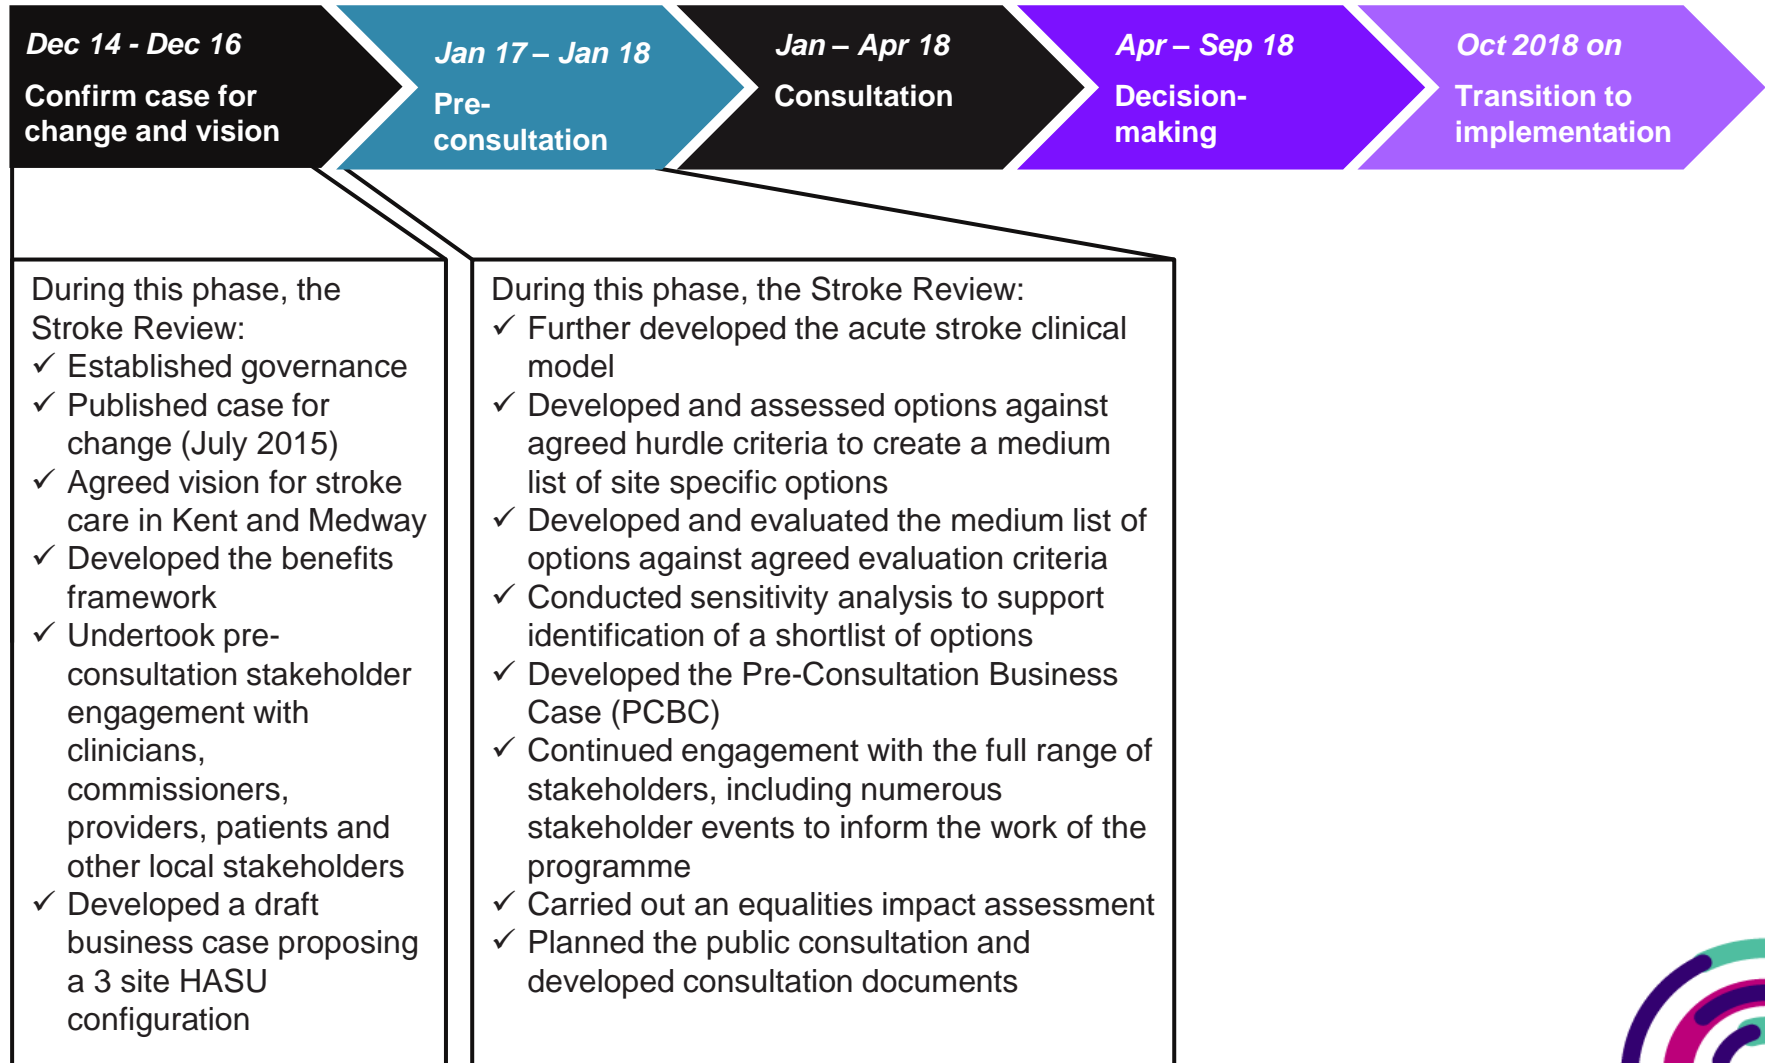 Dec 14 - Dec 16
Confirm case for
change and vision
Jan 17 – Jan 18
Pre-
consultation
Jan – Apr 18
Consultation
Apr – Sep 18
Decision-
making
Oct 2018 on
Transition to
implementation
During this phase, the
Stroke Review:
✓ Established governance
✓ Published case for
change (July 2015)
✓ Agreed vision for stroke
care in Kent and Medway
✓ Developed the benefits
framework
✓ Undertook pre-
consultation stakeholder
engagement with
clinicians,
commissioners,
providers, patients and
other local stakeholders
✓ Developed a draft
business case proposing
a 3 site HASU
configuration
During this phase, the Stroke Review:
✓ Further developed the acute stroke clinical
model
✓ Developed and assessed options against
agreed hurdle criteria to create a medium
list of site specific options
✓ Developed and evaluated the medium list of
options against agreed evaluation criteria
✓ Conducted sensitivity analysis to support
identification of a shortlist of options
✓ Developed the Pre-Consultation Business
Case (PCBC)
✓ Continued engagement with the full range of
stakeholders, including numerous
stakeholder events to inform the work of the
programme
✓ Carried out an equalities impact assessment
✓ Planned the public consultation and
developed consultation documents